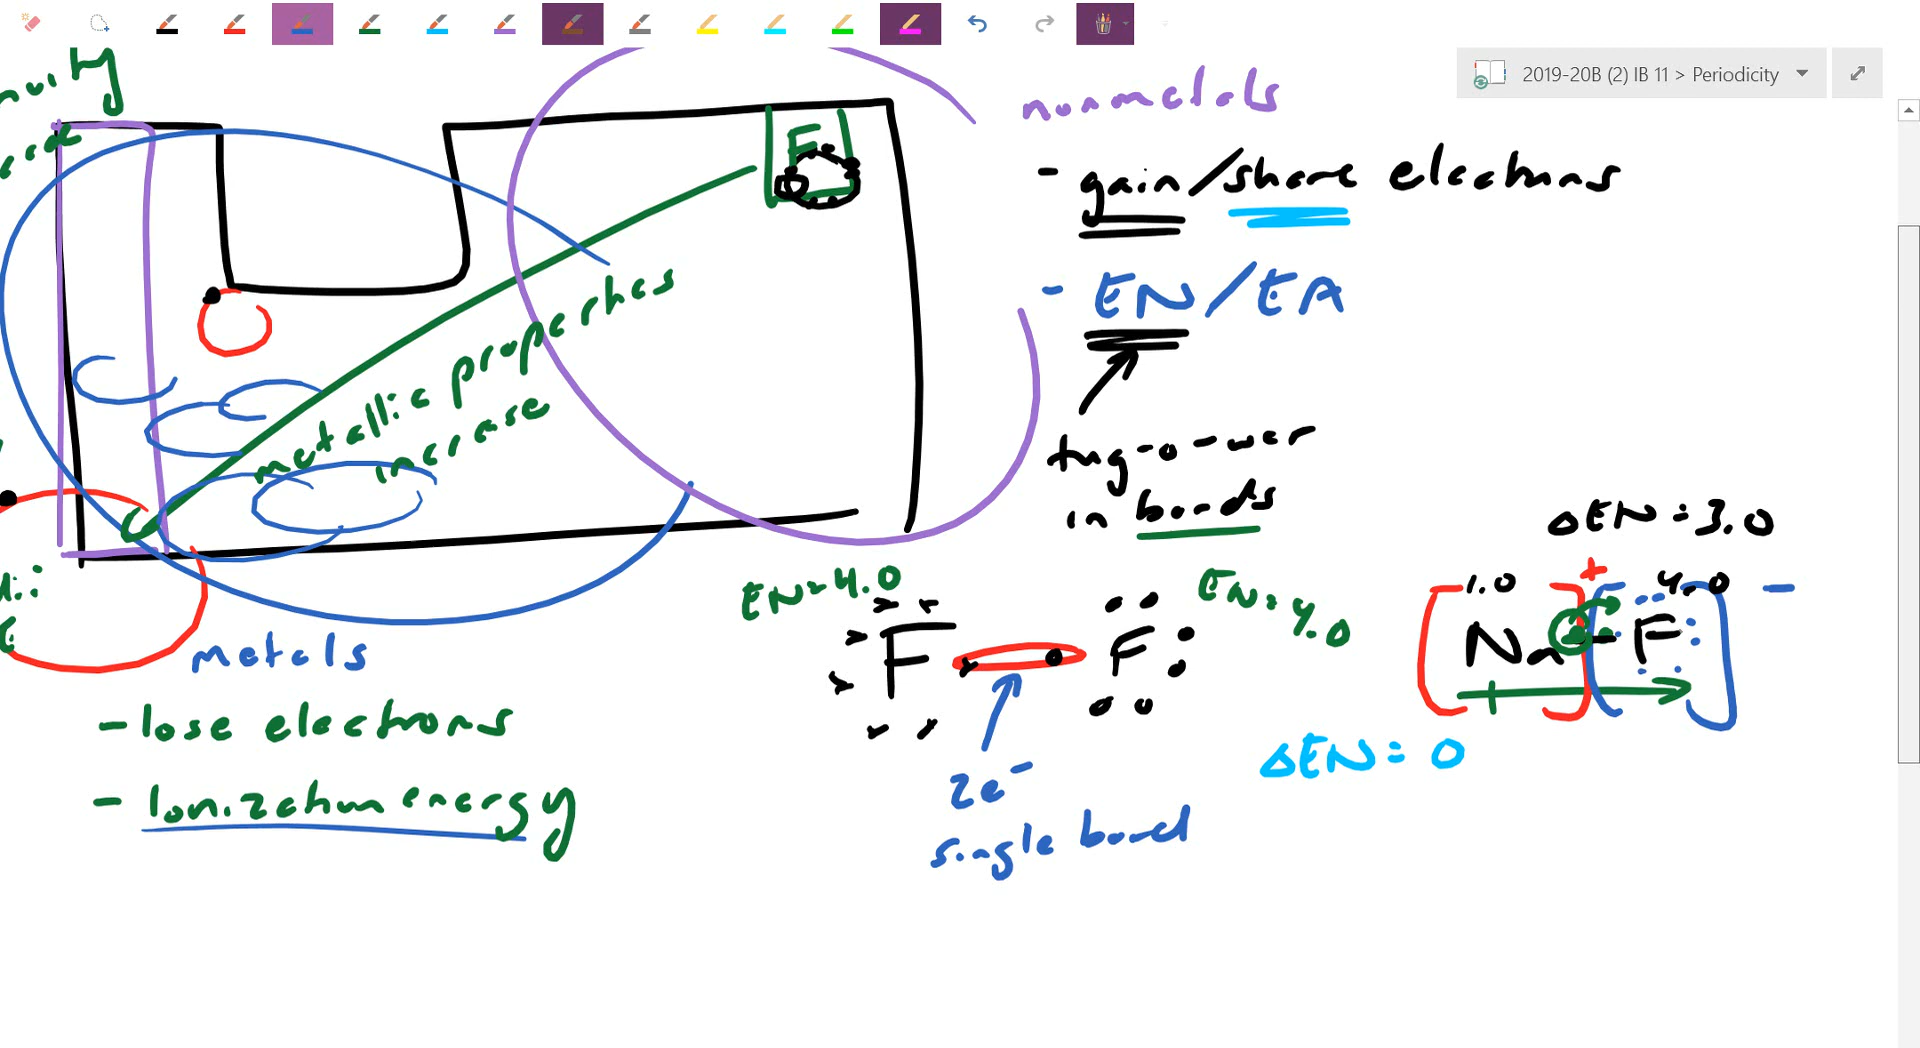 2019-20B (2) IB 11 > Periodicity
nonmetals
- gain/share electrons
- EN/EA
tug-o-war
in bonds
F
metallic properties
increase
metals
- lose electrons
- Ionization energy
EN=4.0
F F
EN=4.0
2e-
single bond
ΔEN=3.0
1.0 4.0
+ -
Na-F
ΔEN=0